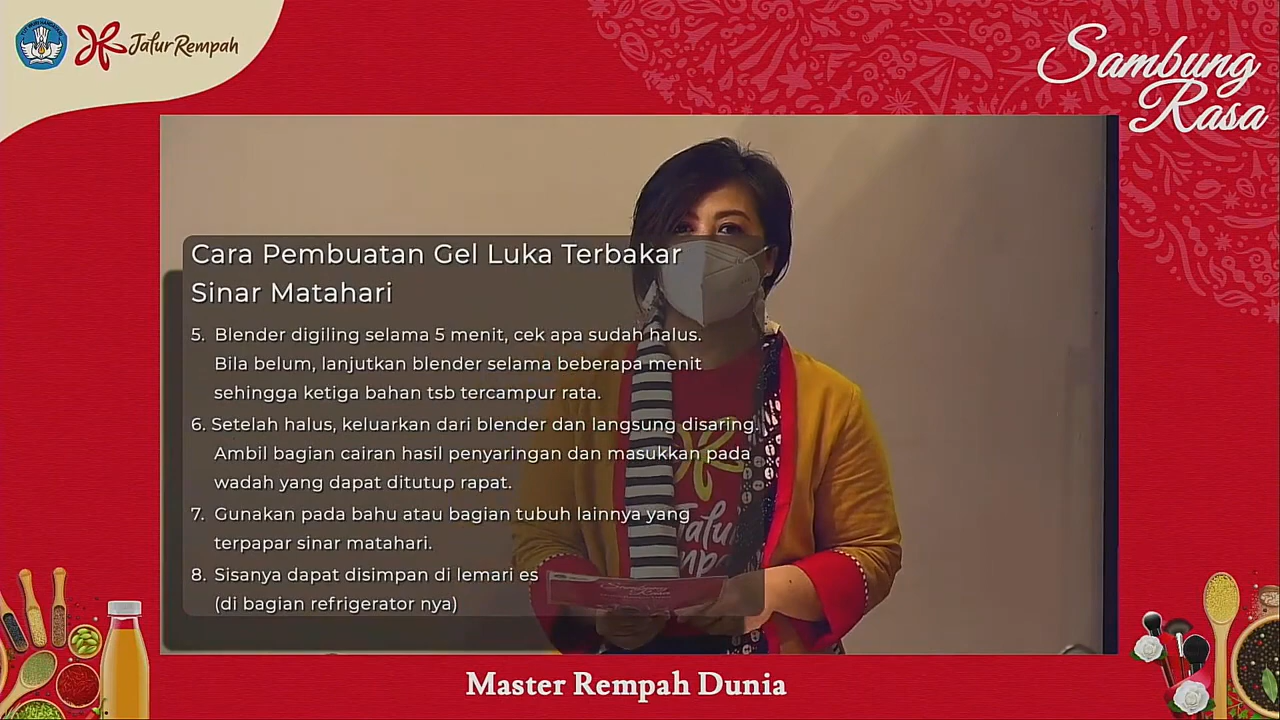 Jalur Rempah
Sambung
Rasa
Cara Pembuatan Gel Luka Terbakar
Sinar Matahari
5. Blender digiling selama 5 menit, cek apa sudah halus.
Bila belum, lanjutkan blender selama beberapa menit
sehingga ketiga bahan tsb tercampur rata.
6. Setelah halus, keluarkan dari blender dan langsung disaring.
Ambil bagian cairan hasil penyaringan dan masukkan pada
wadah yang dapat ditutup rapat.
7. Gunakan pada bahu atau bagian tubuh lainnya yang
terpapar sinar matahari.
8. Sisanya dapat disimpan di lemari es
(di bagian refrigerator nya)
Jalur
Master Rempah Dunia